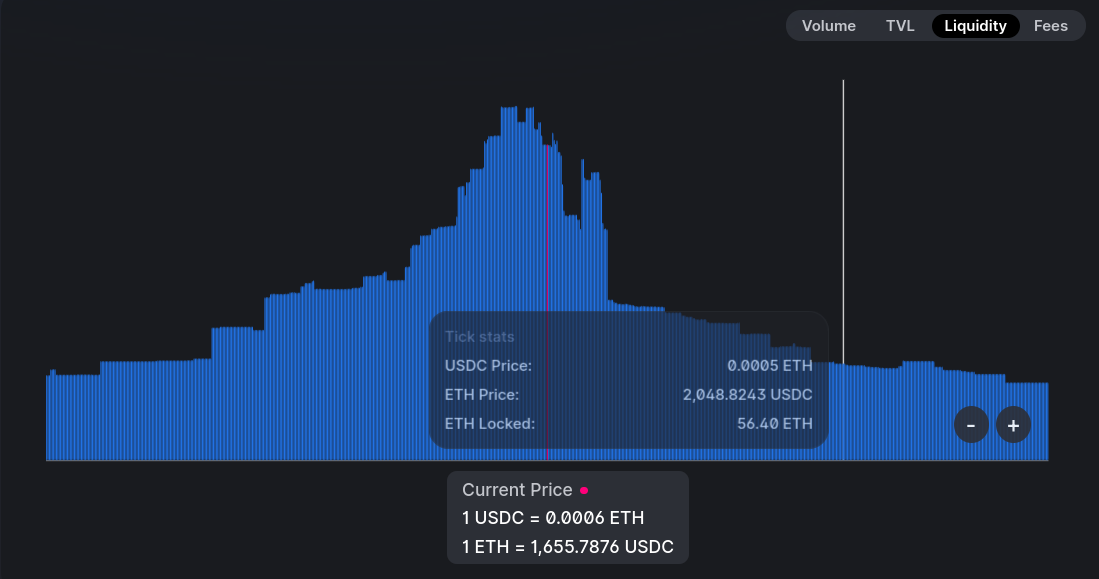 Volume TVL Liquidity Fees
Tick stats
USDC Price: 0.0005 ETH
ETH Price: 2,048.8243 USDC
ETH Locked: 56.40 ETH
- +
Current Price
1 USDC = 0.0006 ETH
1 ETH = 1,655.7876 USDC